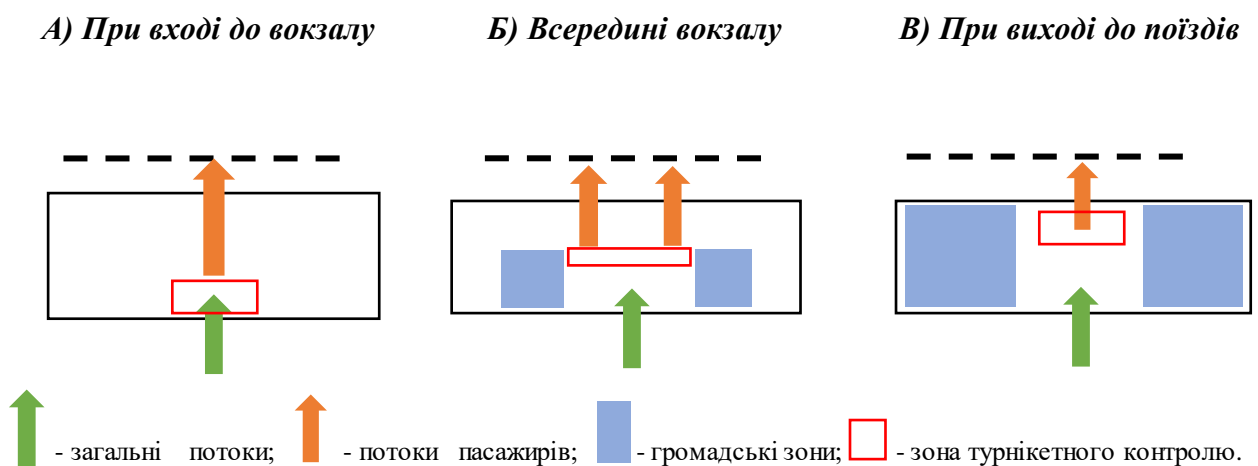 А) При вході до вокзалу Б) Всередині вокзалу В) При виході до поїздів
- загальні потоки; - потоки пасажирів; - громадські зони; - зона турнікетного контролю.